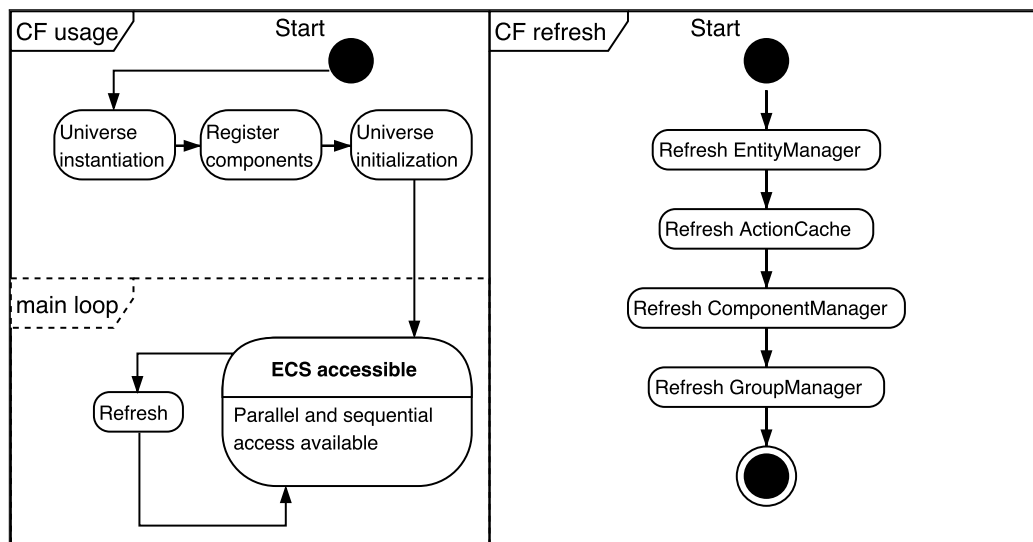 CF usage
Start
Universe
instantiation
Register
components
Universe
initialization
main loop
ECS accessible
Parallel and sequential
access available
Refresh
CF refresh
Start
Refresh EntityManager
Refresh ActionCache
Refresh ComponentManager
Refresh GroupManager